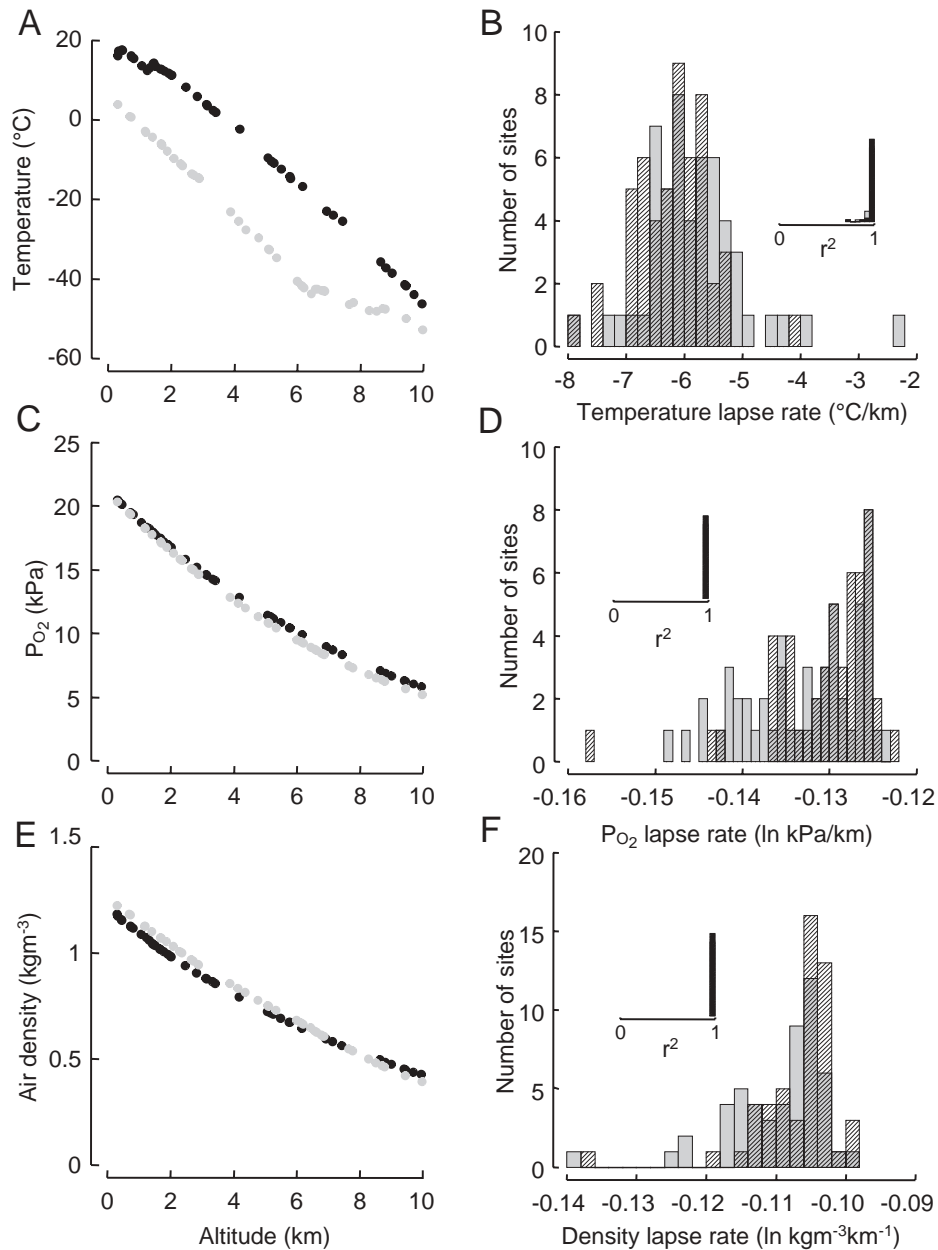 A
20
0
-20
-40
-60
Temperature (°C)
0 2 4 6 8 10
B
10
8
6
4
2
0
Number of sites
0 1
r²
-8 -7 -6 -5 -4 -3 -2
Temperature lapse rate (°C/km)
C
25
20
15
10
5
0
PO₂ (kPa)
0 2 4 6 8 10
D
10
8
6
4
2
0
Number of sites
0 1
r²
-0.16 -0.15 -0.14 -0.13 -0.12
PO₂ lapse rate (ln kPa/km)
E
1.5
1
0.5
0
Air density (kgm⁻³)
0 2 4 6 8 10
Altitude (km)
F
20
15
10
5
0
Number of sites
0 1
r²
-0.14 -0.13 -0.12 -0.11 -0.10 -0.09
Density lapse rate (ln kgm⁻³km⁻¹)